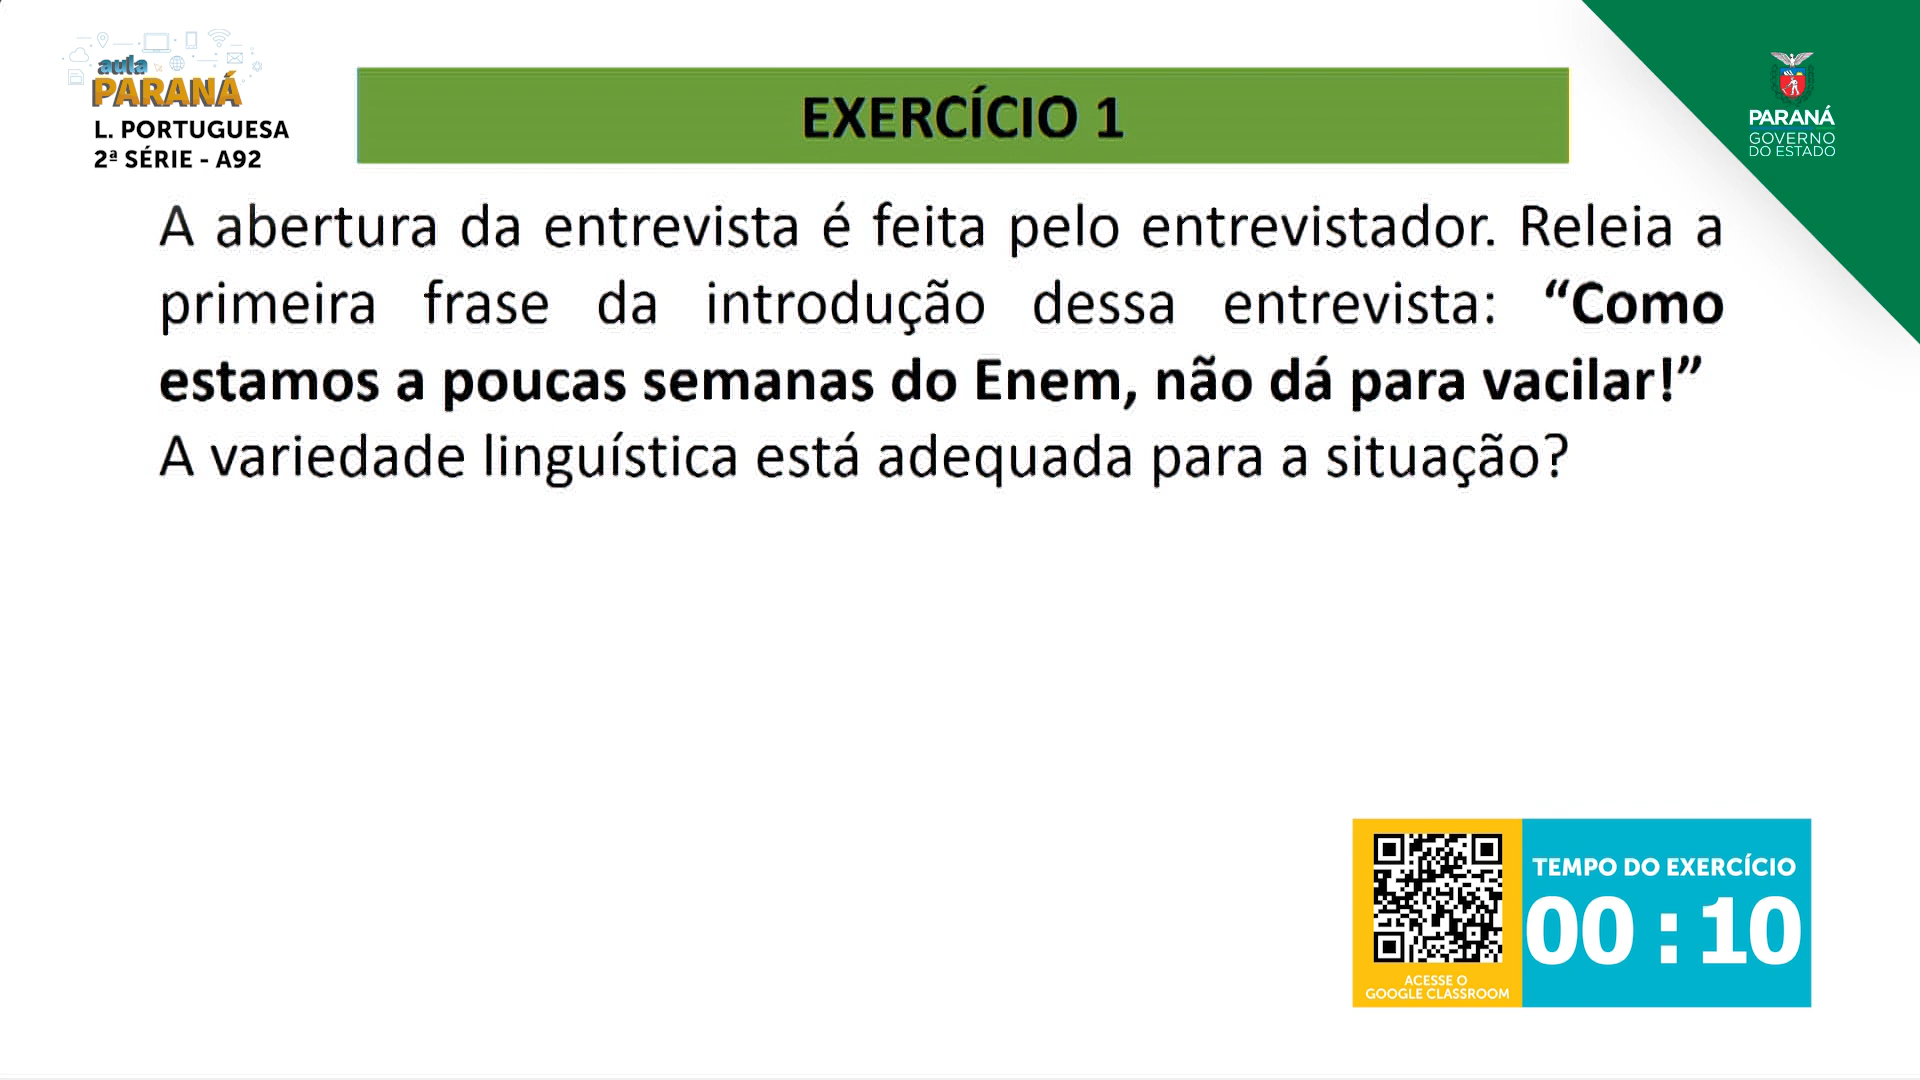 aula
PARANÁ
L. PORTUGUESA
2ª SÉRIE - A92
EXERCÍCIO 1
PARANÁ
GOVERNO
DO ESTADO
A abertura da entrevista é feita pelo entrevistador. Releia a
primeira frase da introdução dessa entrevista: “Como
estamos a poucas semanas do Enem, não dá para vacilar!”
A variedade linguística está adequada para a situação?
TEMPO DO EXERCÍCIO
00 : 10
ACESSE O
GOOGLE CLASSROOM